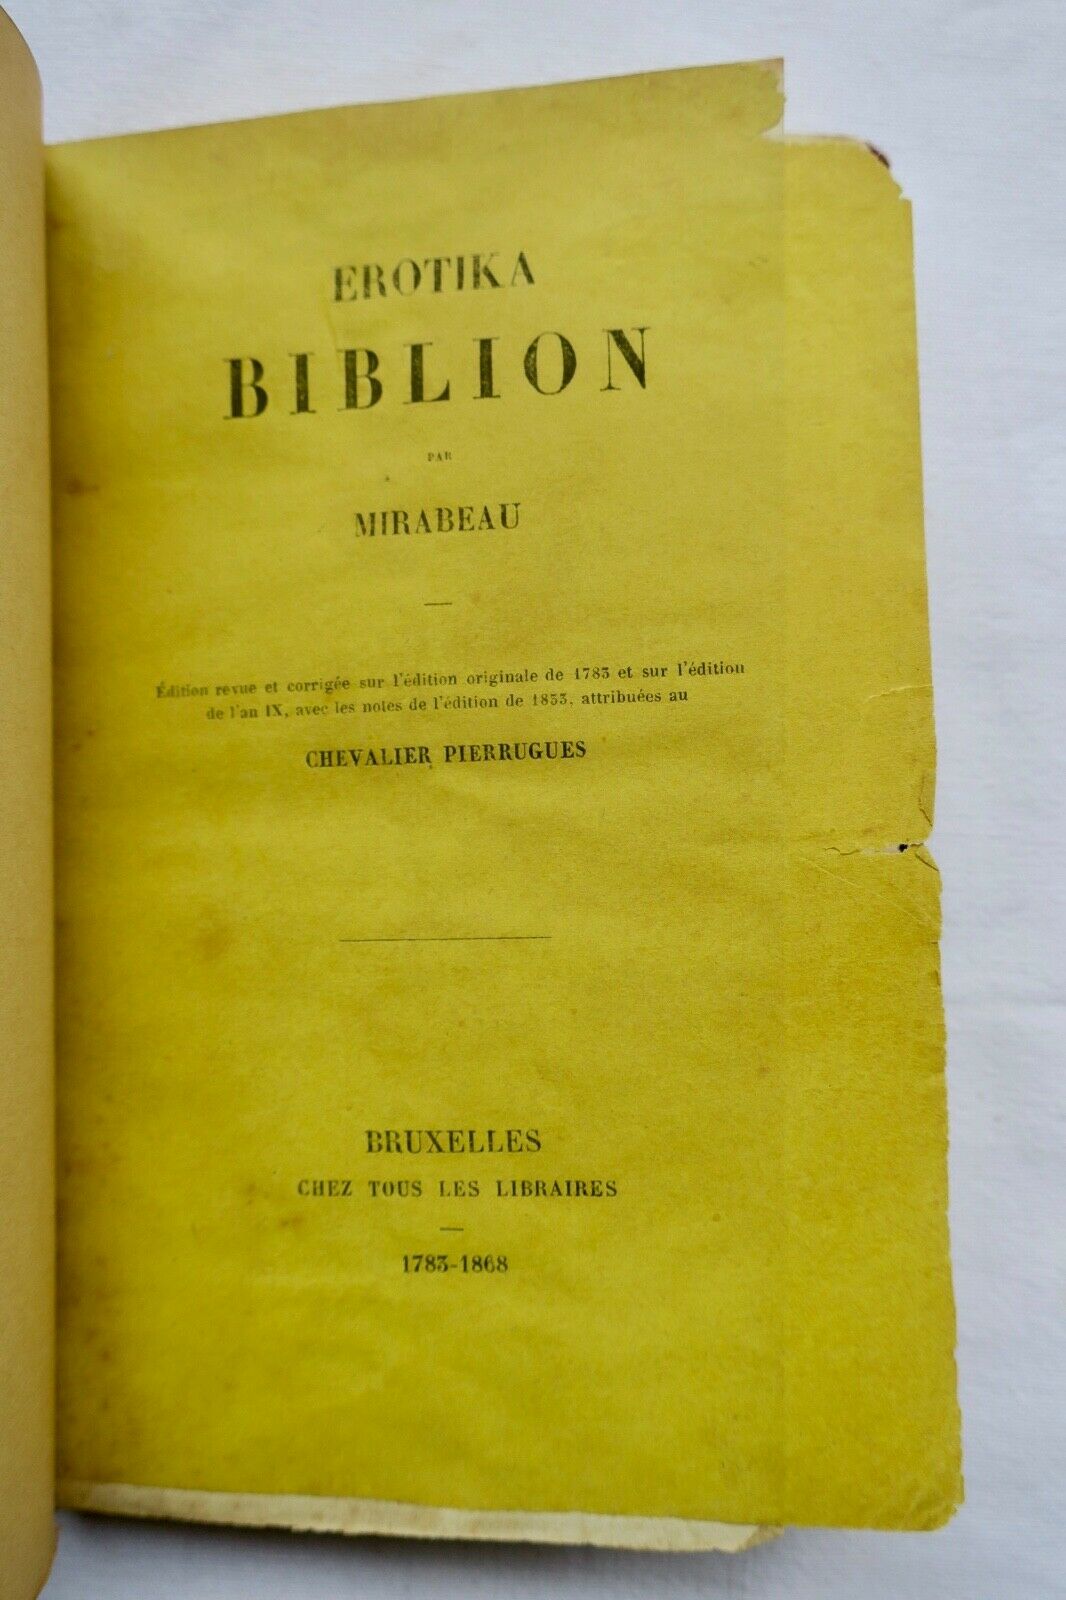 EROTIKA
BIBLION
PAR
MIRABEAU
Édition revue et corrigée sur l'édition originale de 1783 et sur l'édition
de l'an IX, avec les notes de l'édition de 1833, attribuées au
CHEVALIER PIERRUGUES
BRUXELLES
CHEZ TOUS LES LIBRAIRES
1783-1868